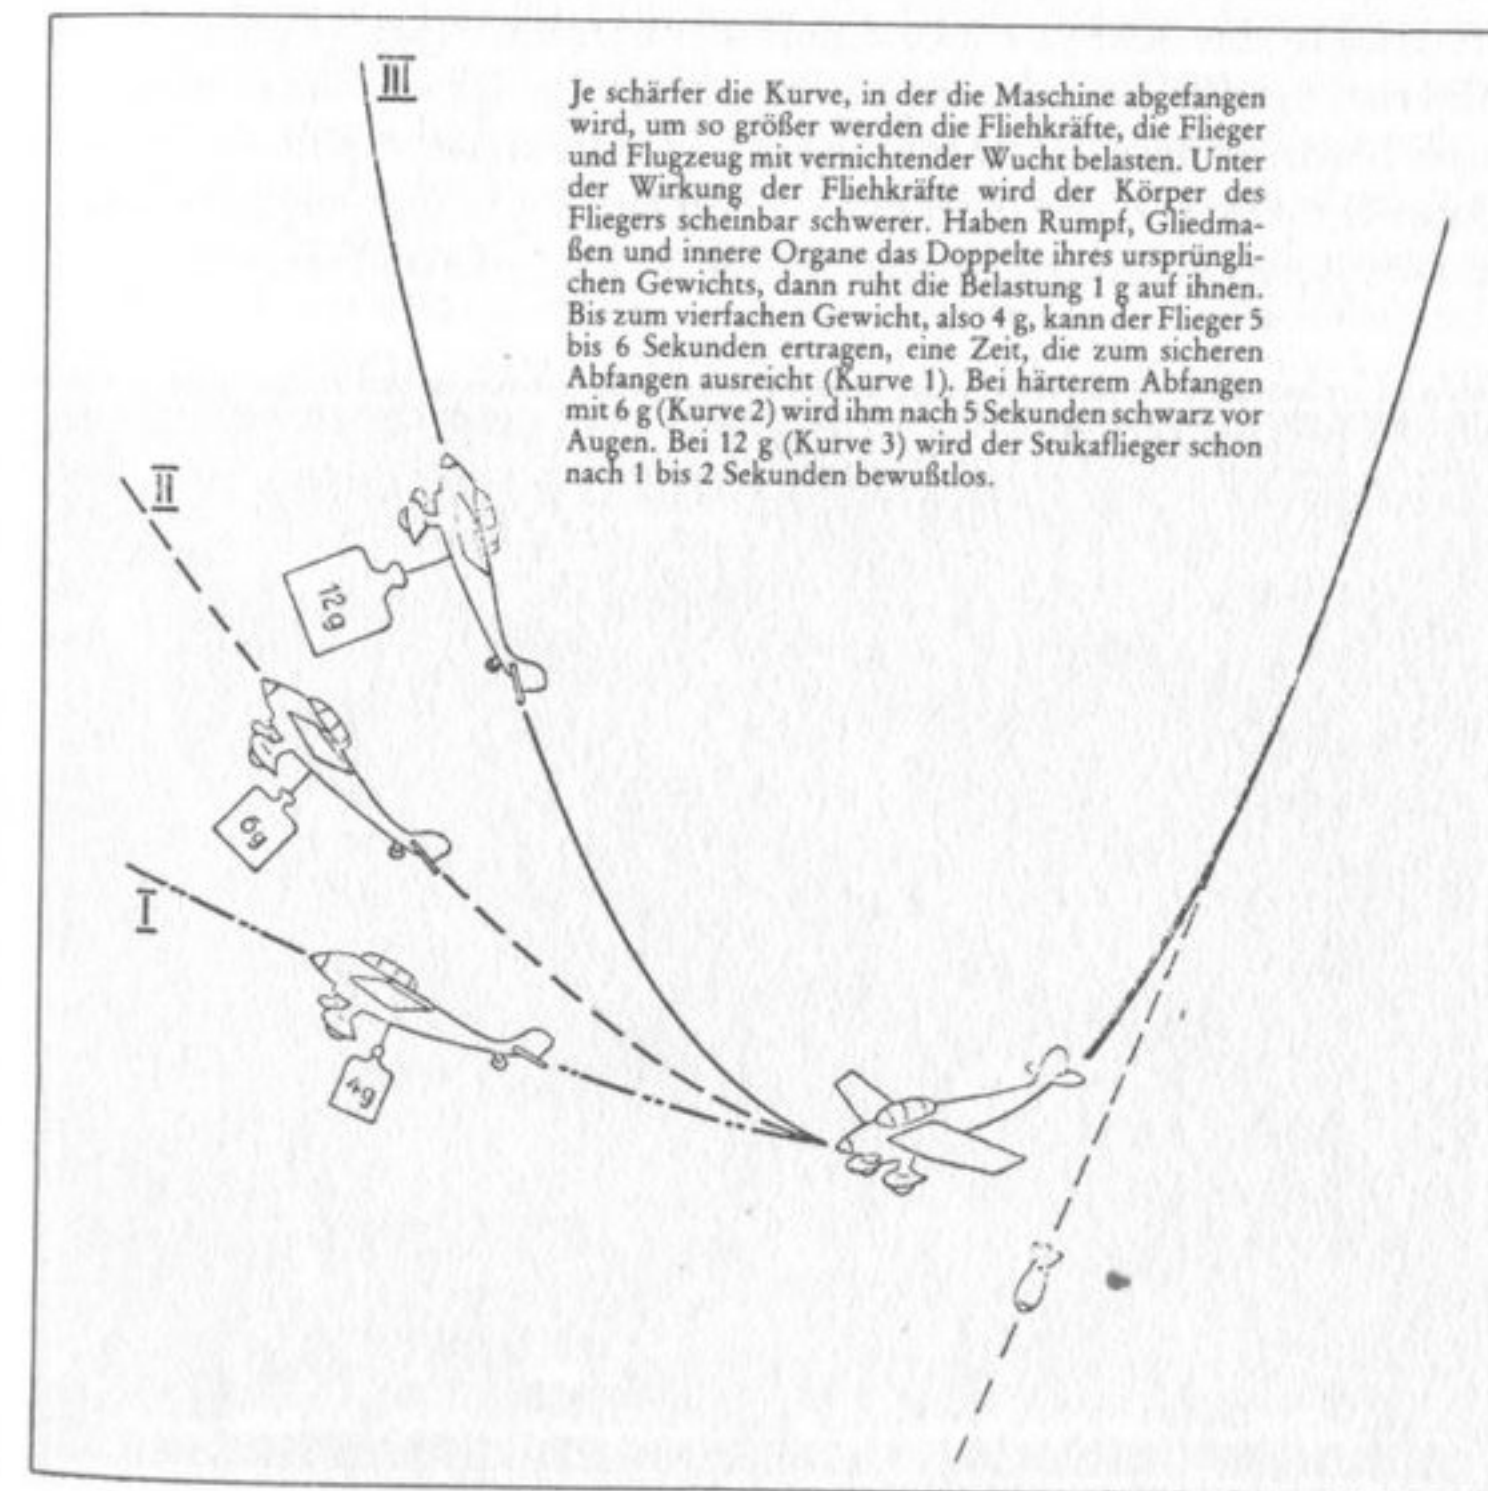 III
Je schärfer die Kurve, in der die Maschine abgefangen
wird, um so größer werden die Fliehkräfte, die Flieger
und Flugzeug mit vernichtender Wucht belasten. Unter
der Wirkung der Fliehkräfte wird der Körper des
Fliegers scheinbar schwerer. Haben Rumpf, Gliedma-
ßen und innere Organe das Doppelte ihres ursprüngli-
chen Gewichts, dann ruht die Belastung 1 g auf ihnen.
Bis zum vierfachen Gewicht, also 4 g, kann der Flieger 5
bis 6 Sekunden ertragen, eine Zeit, die zum sicheren
Abfangen ausreicht (Kurve 1). Bei härterem Abfangen
mit 6 g (Kurve 2) wird ihm nach 5 Sekunden schwarz vor
Augen. Bei 12 g (Kurve 3) wird der Stukaflieger schon
nach 1 bis 2 Sekunden bewußtlos.
II
12g
6g
I
4g